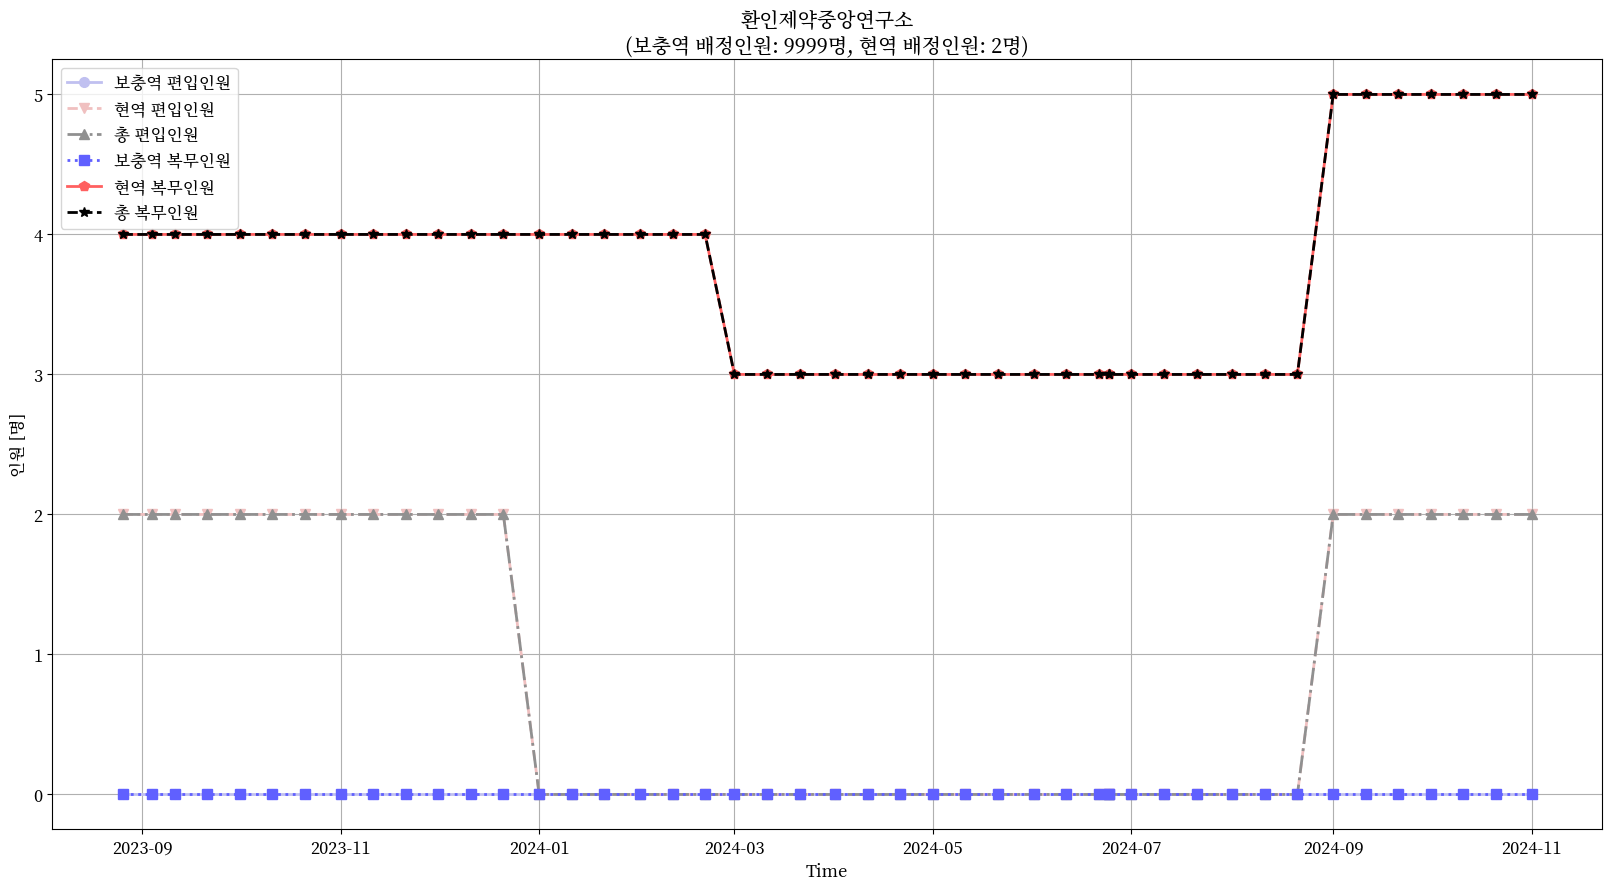 환인제약중앙연구소
(보충역 배정인원: 9999명, 현역 배정인원: 2명)
보충역 편입인원
현역 편입인원
총 편입인원
보충역 복무인원
현역 복무인원
총 복무인원
5
4
3
2
1
0
인원 [명]
2023-09
2023-11
2024-01
2024-03
2024-05
2024-07
2024-09
2024-11
Time